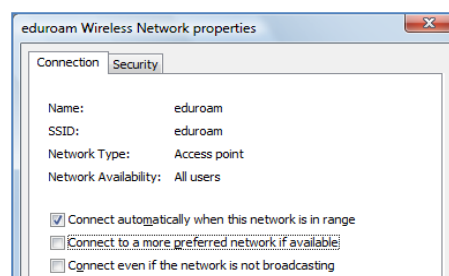 eduroam Wireless Network properties
Connection Security
Name: eduroam
SSID: eduroam
Network Type: Access point
Network Availability: All users
Connect automatically when this network is in range
Connect to a more preferred network if available
Connect even if the network is not broadcasting